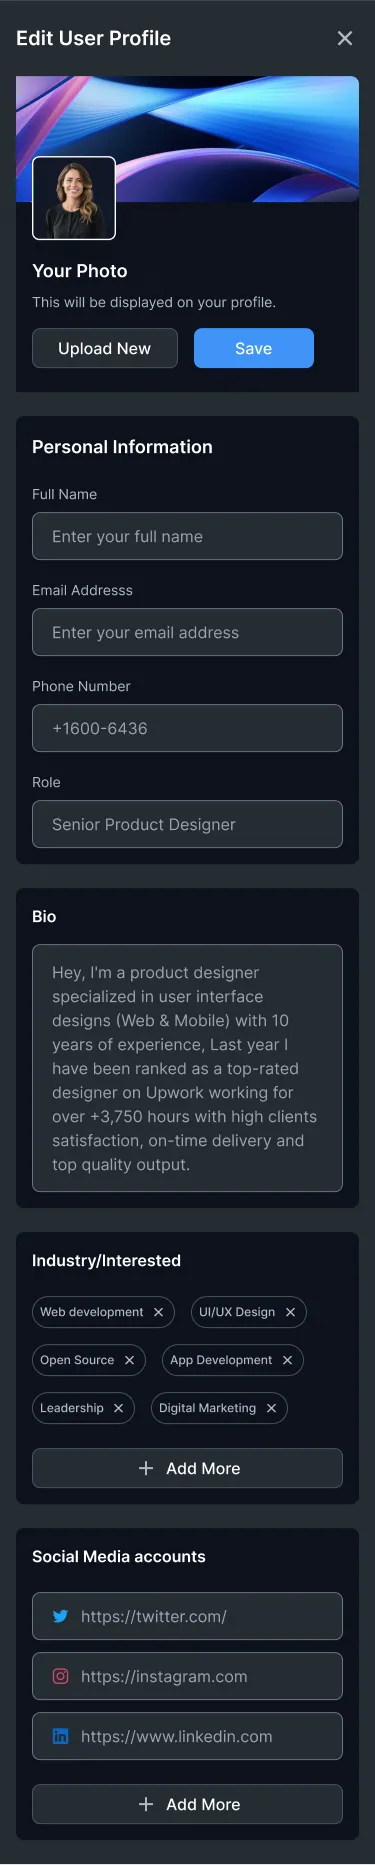 Edit User Profile
Your Photo
This will be displayed on your profile.
Upload New
Save
Personal Information
Full Name
Enter your full name
Email Addresss
Enter your email address
Phone Number
+1600-6436
Role
Senior Product Designer
Bio
Hey, I'm a product designer
specialized in user interface
designs (Web & Mobile) with 10
years of experience, Last year I
have been ranked as a top-rated
designer on Upwork working for
over +3,750 hours with high clients
satisfaction, on-time delivery and
top quality output.
Industry/Interested
Web development
UI/UX Design
Open Source
App Development
Leadership
Digital Marketing
Add More
Social Media accounts
https://twitter.com/
https://instagram.com
https://www.linkedin.com
Add More